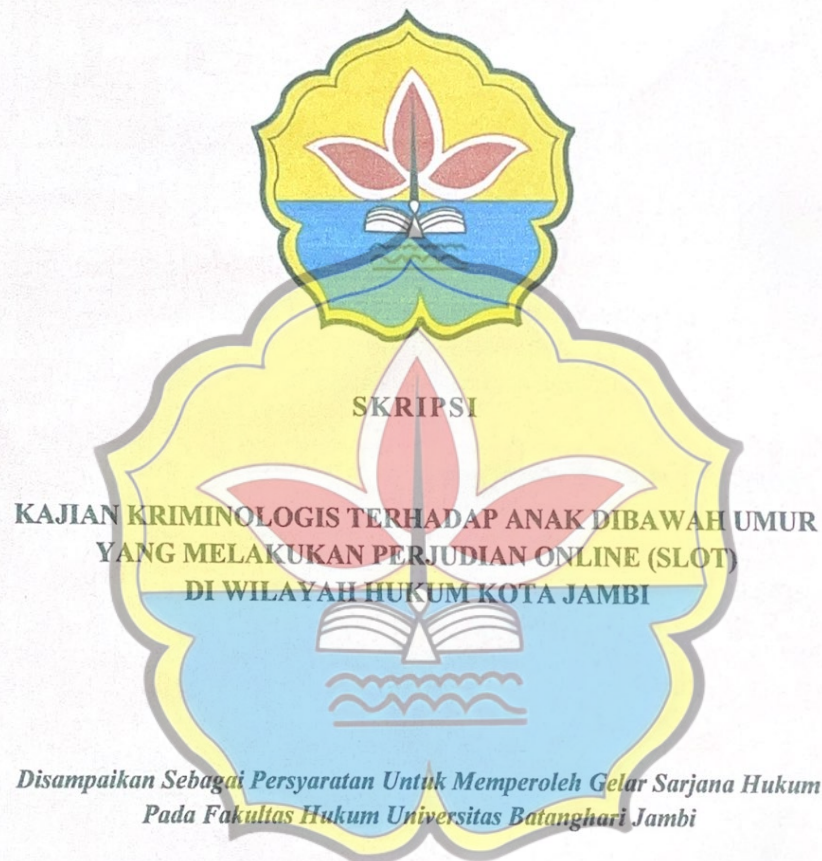 SKRIPSI
KAJIAN KRIMINOLOGIS TERHADAP ANAK DIBAWAH UMUR
YANG MELAKUKAN PERJUDIAN ONLINE (SLOT)
DI WILAYAH HUKUM KOTA JAMBI
Disampaikan Sebagai Persyaratan Untuk Memperoleh Gelar Sarjana Hukum
Pada Fakultas Hukum Universitas Batanghari Jambi